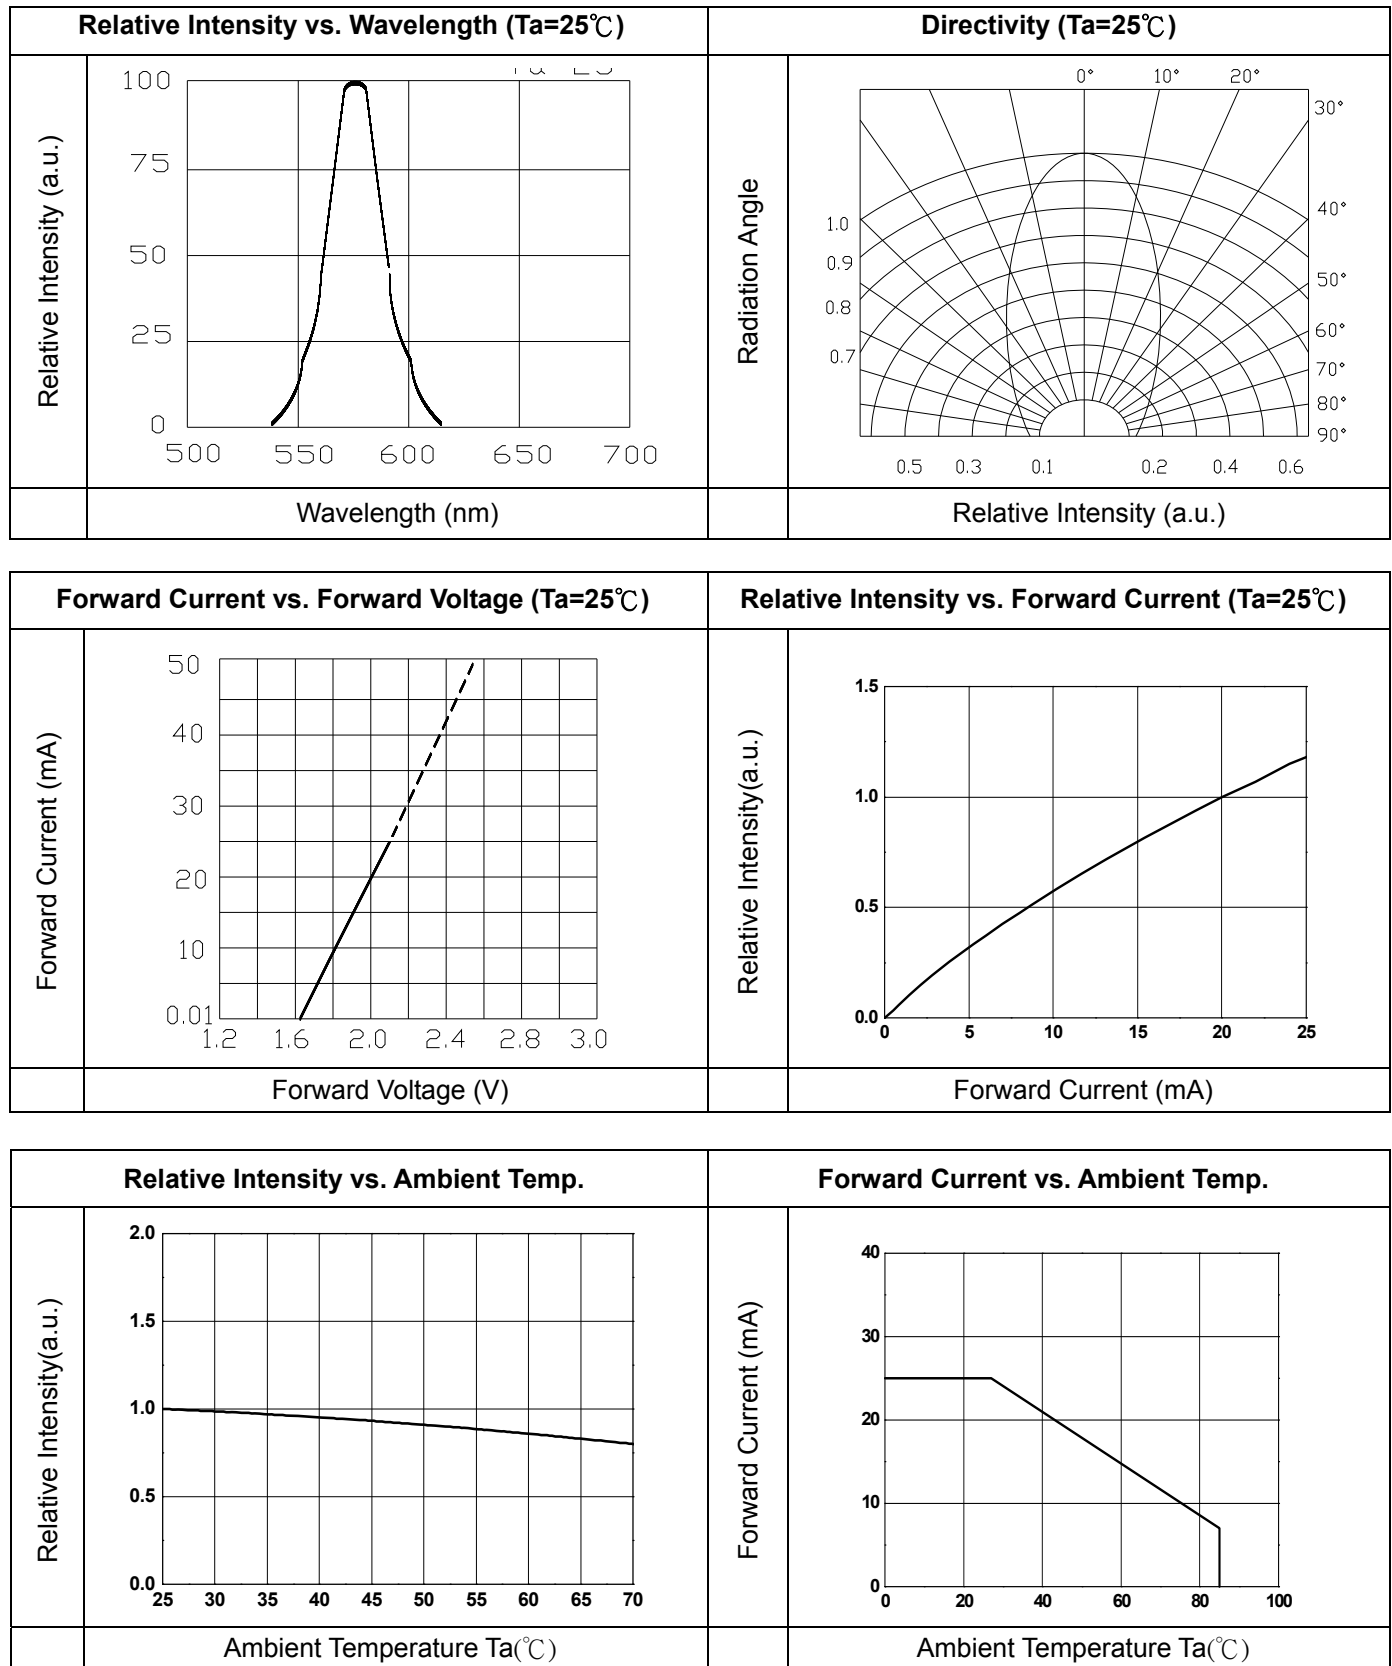 Relative Intensity vs. Wavelength (Ta=25℃)
Directivity (Ta=25℃)
Relative Intensity (a.u.)
100
75
50
25
0
500 550 600 650 700
Wavelength (nm)
Radiation Angle
0° 10° 20°
30°
40°
50°
60°
70°
80°
90°
1.0
0.9
0.8
0.7
0.5 0.3 0.1 0.2 0.4 0.6
Relative Intensity (a.u.)
Forward Current vs. Forward Voltage (Ta=25℃)
Relative Intensity vs. Forward Current (Ta=25℃)
Forward Current (mA)
50
40
30
20
10
0.01
1.2 1.6 2.0 2.4 2.8 3.0
Forward Voltage (V)
Relative Intensity(a.u.)
1.5
1.0
0.5
0.0
0 5 10 15 20 25
Forward Current (mA)
Relative Intensity vs. Ambient Temp.
Forward Current vs. Ambient Temp.
Relative Intensity(a.u.)
2.0
1.5
1.0
0.5
0.0
25 30 35 40 45 50 55 60 65 70
Ambient Temperature Ta(℃)
Forward Current (mA)
40
30
20
10
0
0 20 40 60 80 100
Ambient Temperature Ta(℃)